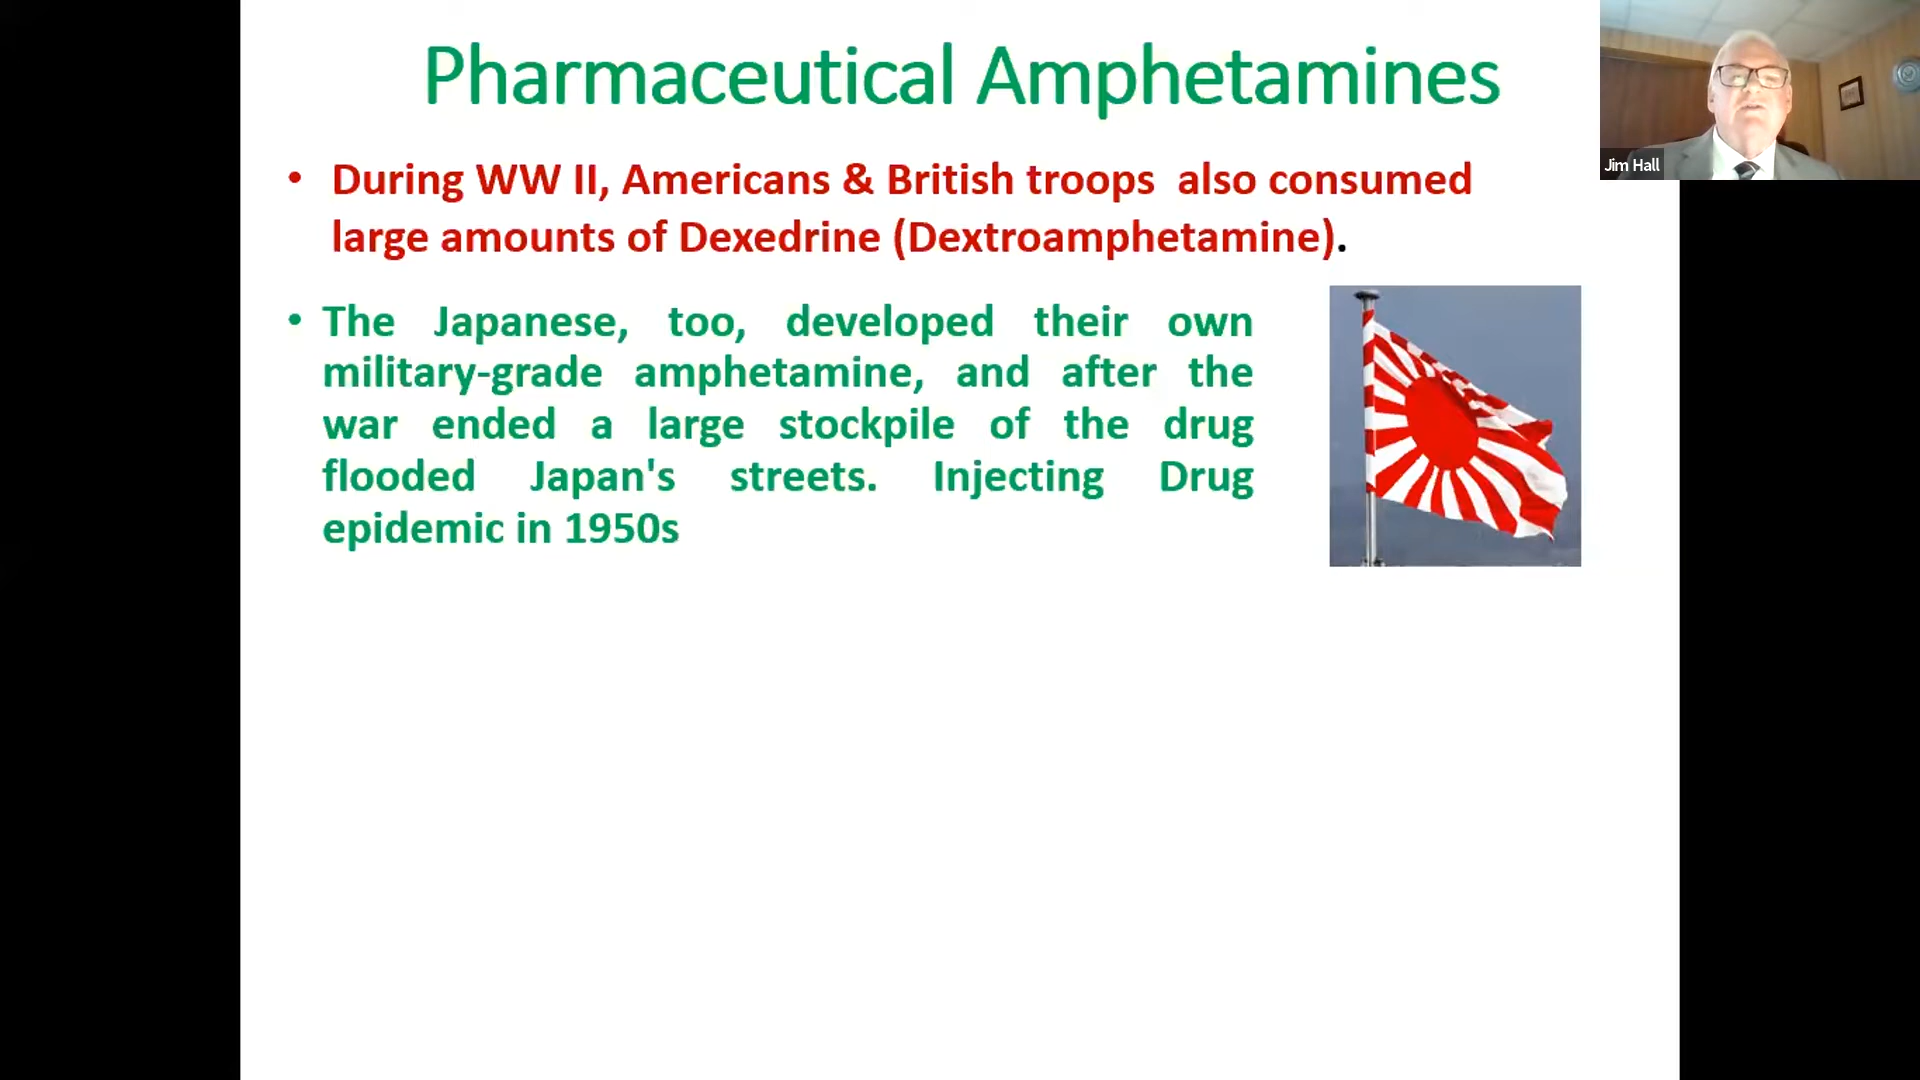 Pharmaceutical Amphetamines
• During WW II, Americans & British troops also consumed
large amounts of Dexedrine (Dextroamphetamine).
• The Japanese, too, developed their own
military-grade amphetamine, and after the
war ended a large stockpile of the drug
flooded Japan's streets. Injecting Drug
epidemic in 1950s
Jim Hall